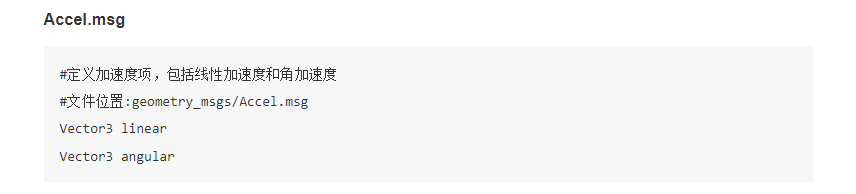 Accel.msg
#定义加速度项，包括线性加速度和角加速度
#文件位置:geometry_msgs/Accel.msg
Vector3 linear
Vector3 angular